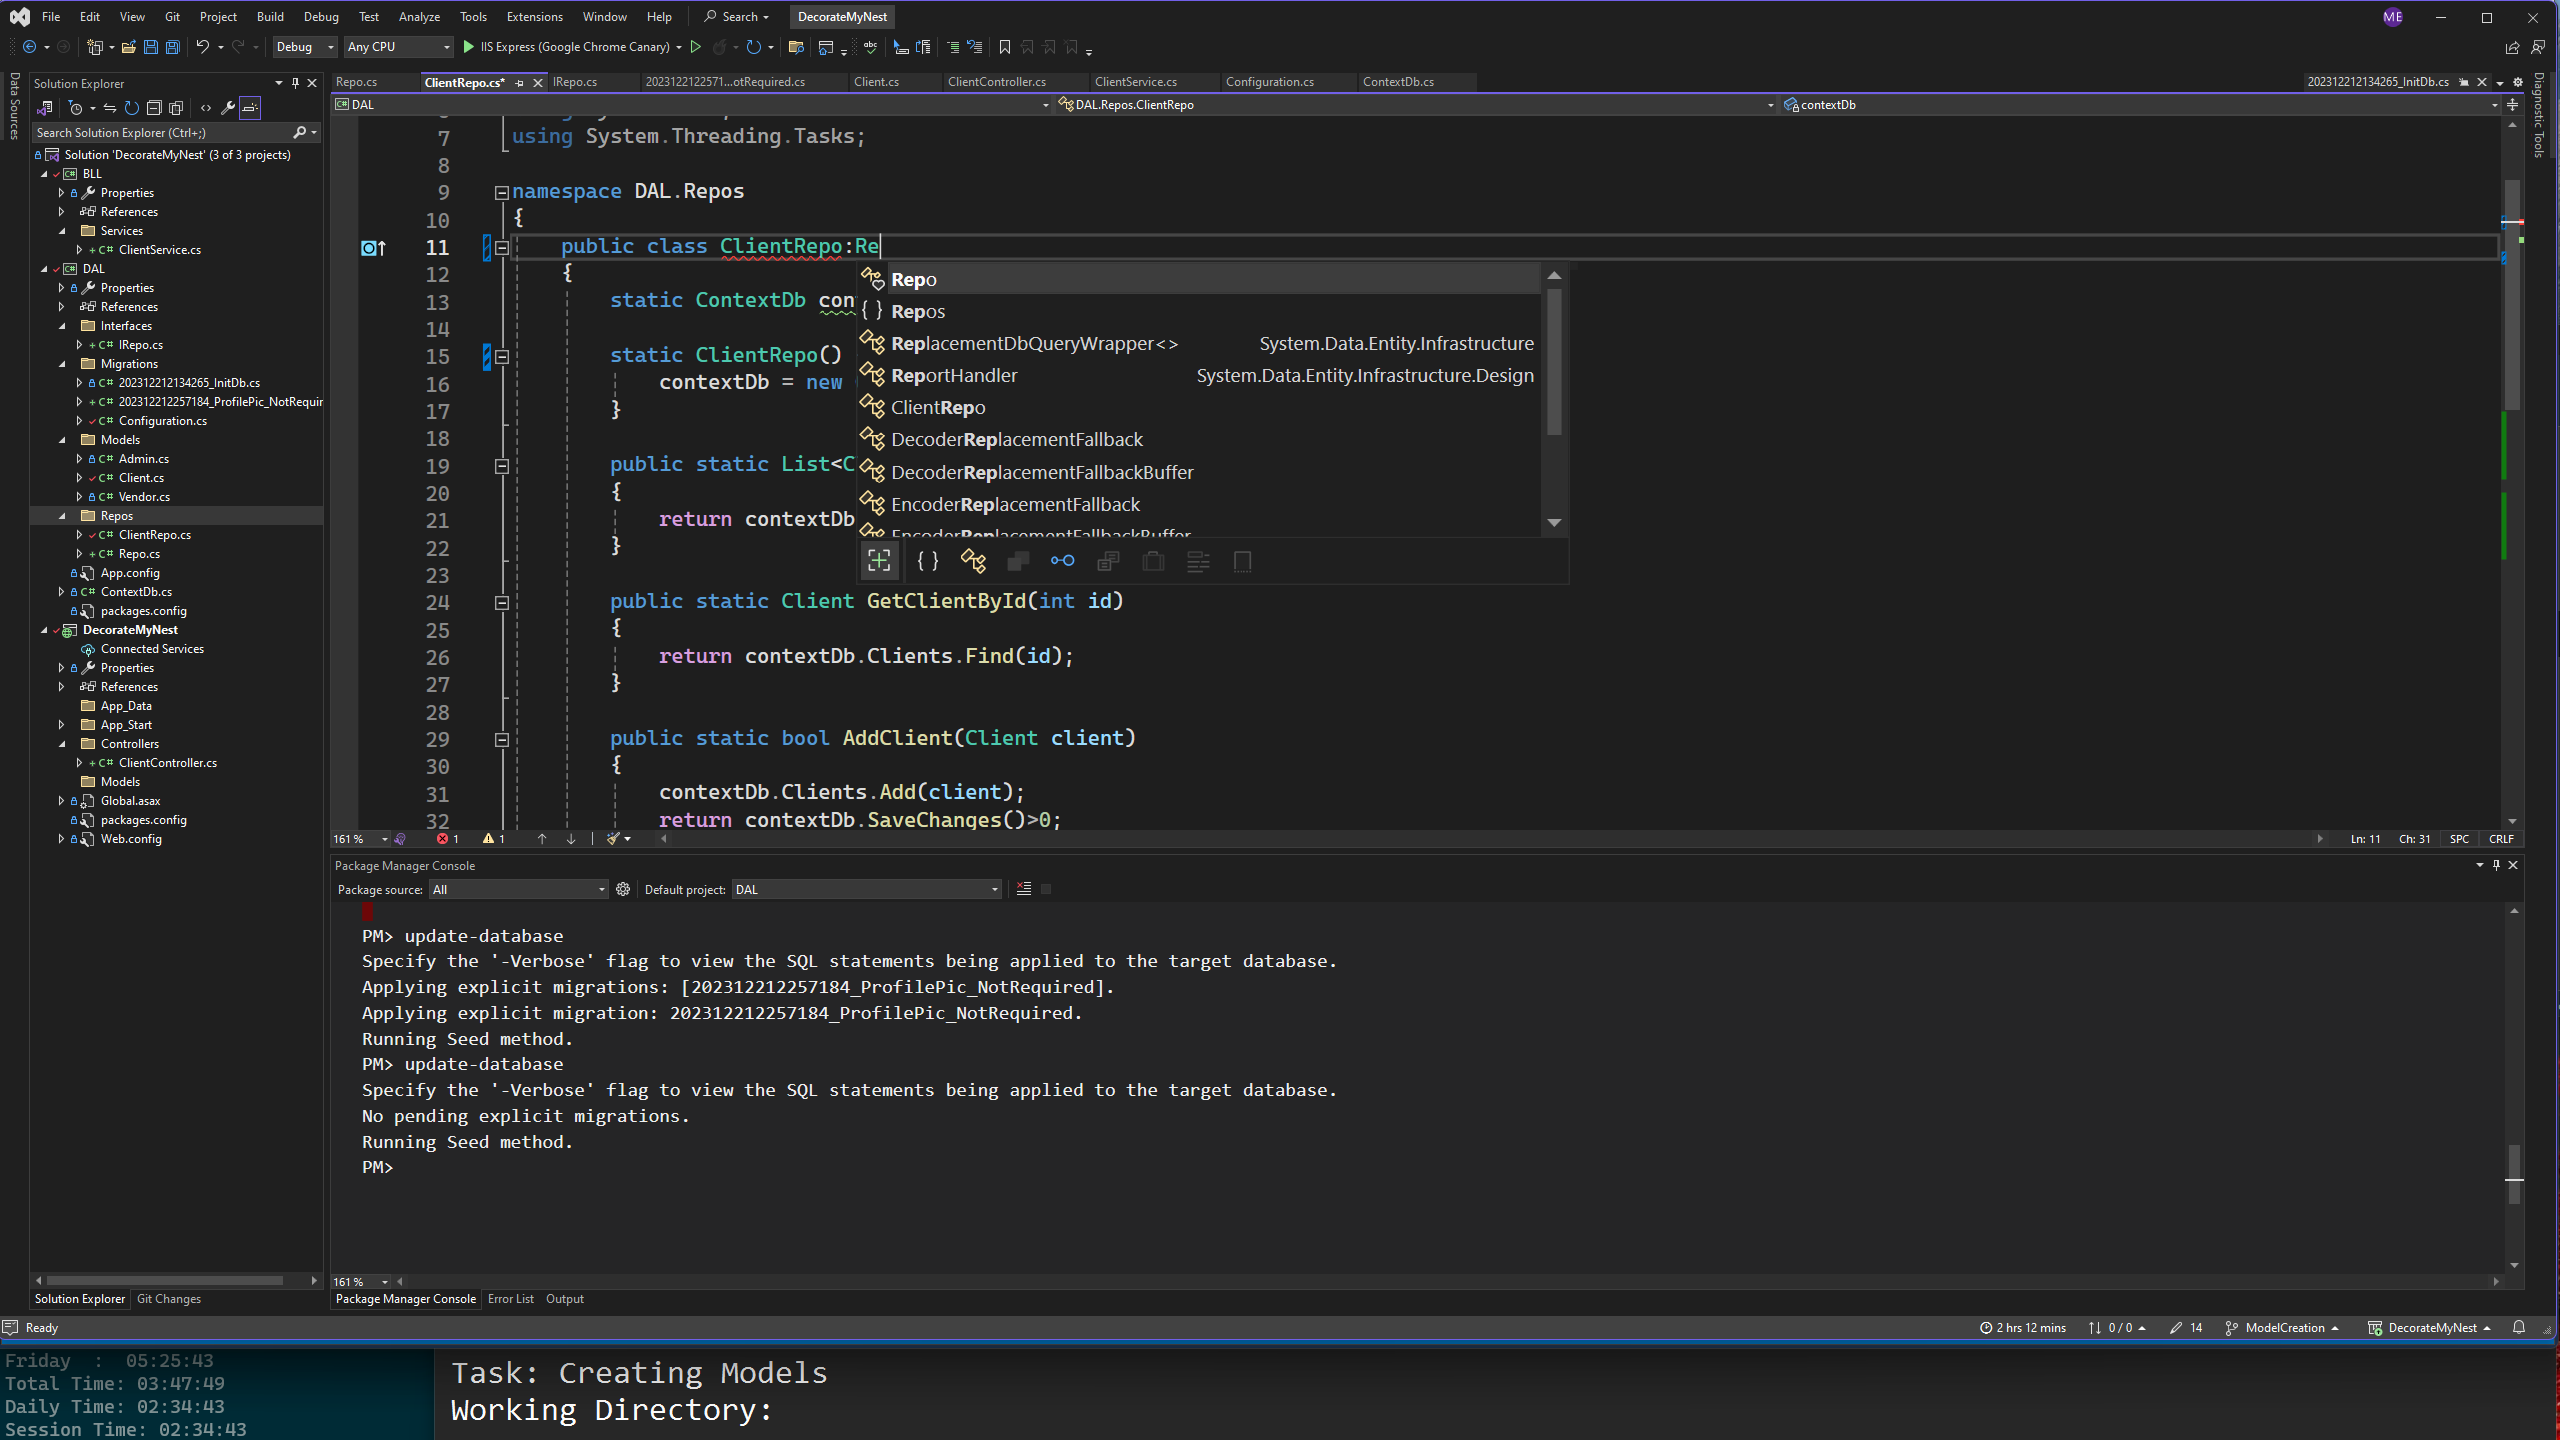 File Edit View Git Project Build Debug Test Analyze Tools Extensions Window Help Search DecorateMyNest ME
Debug Any CPU IIS Express (Google Chrome Canary)
Data Sources
Solution Explorer
Search Solution Explorer (Ctrl+;)
Solution 'DecorateMyNest' (3 of 3 projects)
BLL
Properties
References
Services
C# ClientService.cs
DAL
Properties
References
Interfaces
C# IRepo.cs
Migrations
C# 202312212134265_InitDb.cs
C# 202312212257184_ProfilePic_NotRequir
C# Configuration.cs
Models
C# Admin.cs
C# Client.cs
C# Vendor.cs
Repos
C# ClientRepo.cs
C# Repo.cs
App.config
C# ContextDb.cs
packages.config
DecorateMyNest
Connected Services
Properties
References
App_Data
App_Start
Controllers
C# ClientController.cs
Models
Global.asax
packages.config
Web.config
Solution Explorer Git Changes
Repo.cs ClientRepo.cs* IRepo.cs 2023122122571...otRequired.cs Client.cs ClientController.cs ClientService.cs Configuration.cs ContextDb.cs 202312212134265_InitDb.cs
DAL DAL.Repos.ClientRepo contextDb
Diagnostic Tools
7 using System.Threading.Tasks;
8
9 namespace DAL.Repos
10 {
11 public class ClientRepo:Re
12 {
13 static ContextDb con
14
15 static ClientRepo()
16 contextDb = new
17 }
18
19 public static List<C
20 {
21 return contextDb
22 }
23
24 public static Client GetClientById(int id)
25 {
26 return contextDb.Clients.Find(id);
27 }
28
29 public static bool AddClient(Client client)
30 {
31 contextDb.Clients.Add(client);
32 return contextDb.SaveChanges()>0;
Repo
{ } Repos
ReplacementDbQueryWrapper<> System.Data.Entity.Infrastructure
ReportHandler System.Data.Entity.Infrastructure.Design
ClientRepo
DecoderReplacementFallback
DecoderReplacementFallbackBuffer
EncoderReplacementFallback
EncoderReplacementFallbackBuffer
{ }
161 % 1 1 Ln: 11 Ch: 31 SPC CRLF
Package Manager Console
Package source: All Default project: DAL
PM> update-database
Specify the '-Verbose' flag to view the SQL statements being applied to the target database.
Applying explicit migrations: [202312212257184_ProfilePic_NotRequired].
Applying explicit migration: 202312212257184_ProfilePic_NotRequired.
Running Seed method.
PM> update-database
Specify the '-Verbose' flag to view the SQL statements being applied to the target database.
No pending explicit migrations.
Running Seed method.
PM>
161 %
Package Manager Console Error List Output
Ready 2 hrs 12 mins 0 / 0 14 ModelCreation DecorateMyNest
Friday : 05:25:43
Total Time: 03:47:49
Daily Time: 02:34:43
Session Time: 02:34:43
Task: Creating Models
Working Directory: